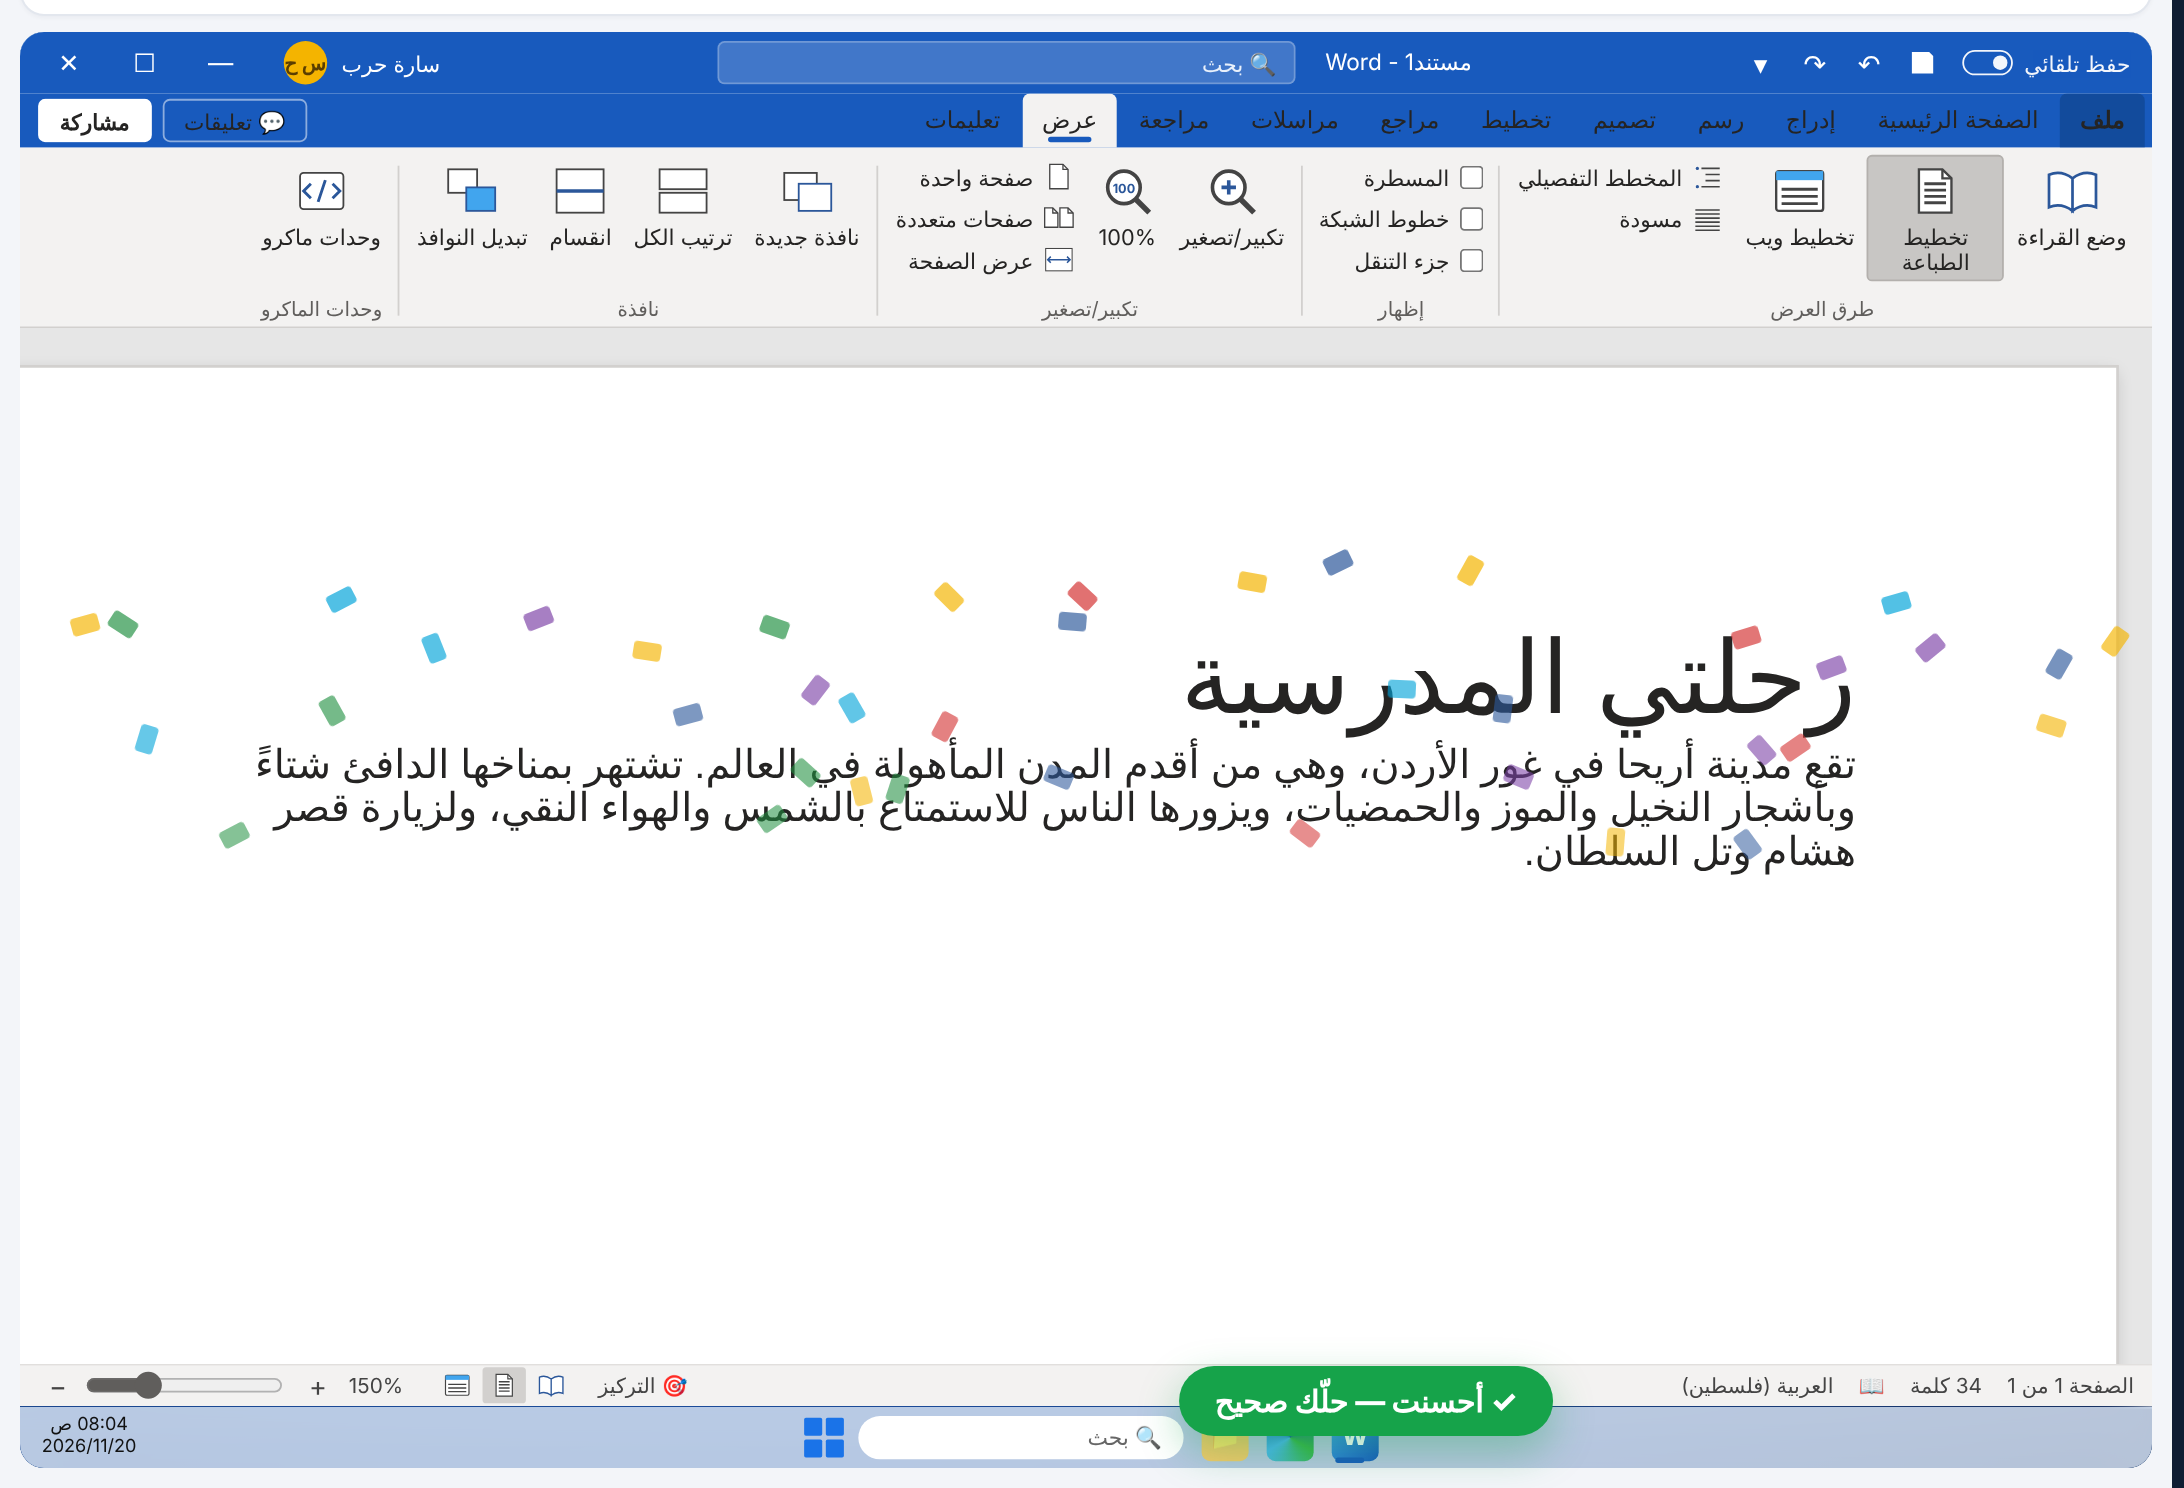 حفظ تلقائي
مستند1 - Word
بحث
سارة حرب
س ح
ملف
الصفحة الرئيسية
إدراج
رسم
تصميم
تخطيط
مراجع
مراسلات
مراجعة
عرض
تعليمات
تعليقات
مشاركة
وضع القراءة
تخطيط
الطباعة
تخطيط ويب
المخطط التفصيلي
مسودة
طرق العرض
المسطرة
خطوط الشبكة
جزء التنقل
إظهار
تكبير/تصغير
100
100%
صفحة واحدة
صفحات متعددة
عرض الصفحة
تكبير/تصغير
نافذة جديدة
ترتيب الكل
انقسام
تبديل النوافذ
نافذة
وحدات ماكرو
وحدات الماكرو
رحلتي المدرسية
تقع مدينة أريحا في غور الأردن، وهي من أقدم المدن المأهولة في العالم. تشتهر بمناخها الدافئ شتاءً
وبأشجار النخيل والموز والحمضيات، ويزورها الناس للاستمتاع بالشمس والهواء النقي، ولزيارة قصر
هشام وتل السلطان.
الصفحة 1 من 1
34 كلمة
العربية (فلسطين)
✓ أحسنت — حلّك صحيح
التركيز
150%
W
بحث
08:04 ص
2026/11/20